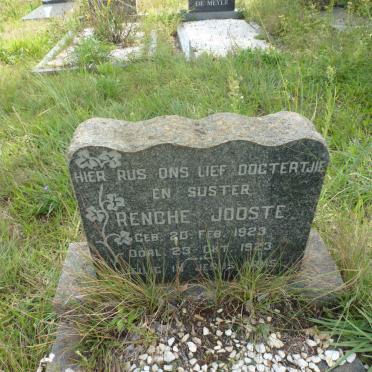 DE MEYER
HIER RUS ONS LIEF DOGTERTJIE
EN SUSTER
RENCHE JOOSTE
GEB. 20 FEB. 1923
OORL. 23 OKT. 1923